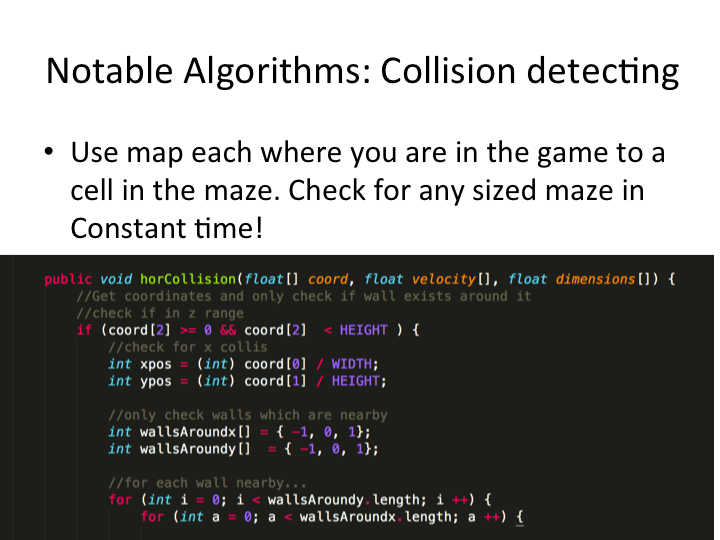 Notable Algorithms: Collision detecting
• Use map each where you are in the game to a
cell in the maze. Check for any sized maze in
Constant time!
public void horCollision(float[] coord, float velocity[], float dimensions[]) {
//Get coordinates and only check if wall exists around it
//check if in z range
if (coord[2] >= 0 && coord[2]  < HEIGHT ) {
//check for x collis
int xpos = (int) coord[0] / WIDTH;
int ypos = (int) coord[1] / HEIGHT;
//only check walls which are nearby
int wallsAroundx[] = { -1, 0, 1};
int wallsAroundy[]  = { -1, 0, 1};
//for each wall nearby...
for (int i = 0; i < wallsAroundy.length; i ++) {
for (int a = 0; a < wallsAroundx.length; a ++) {